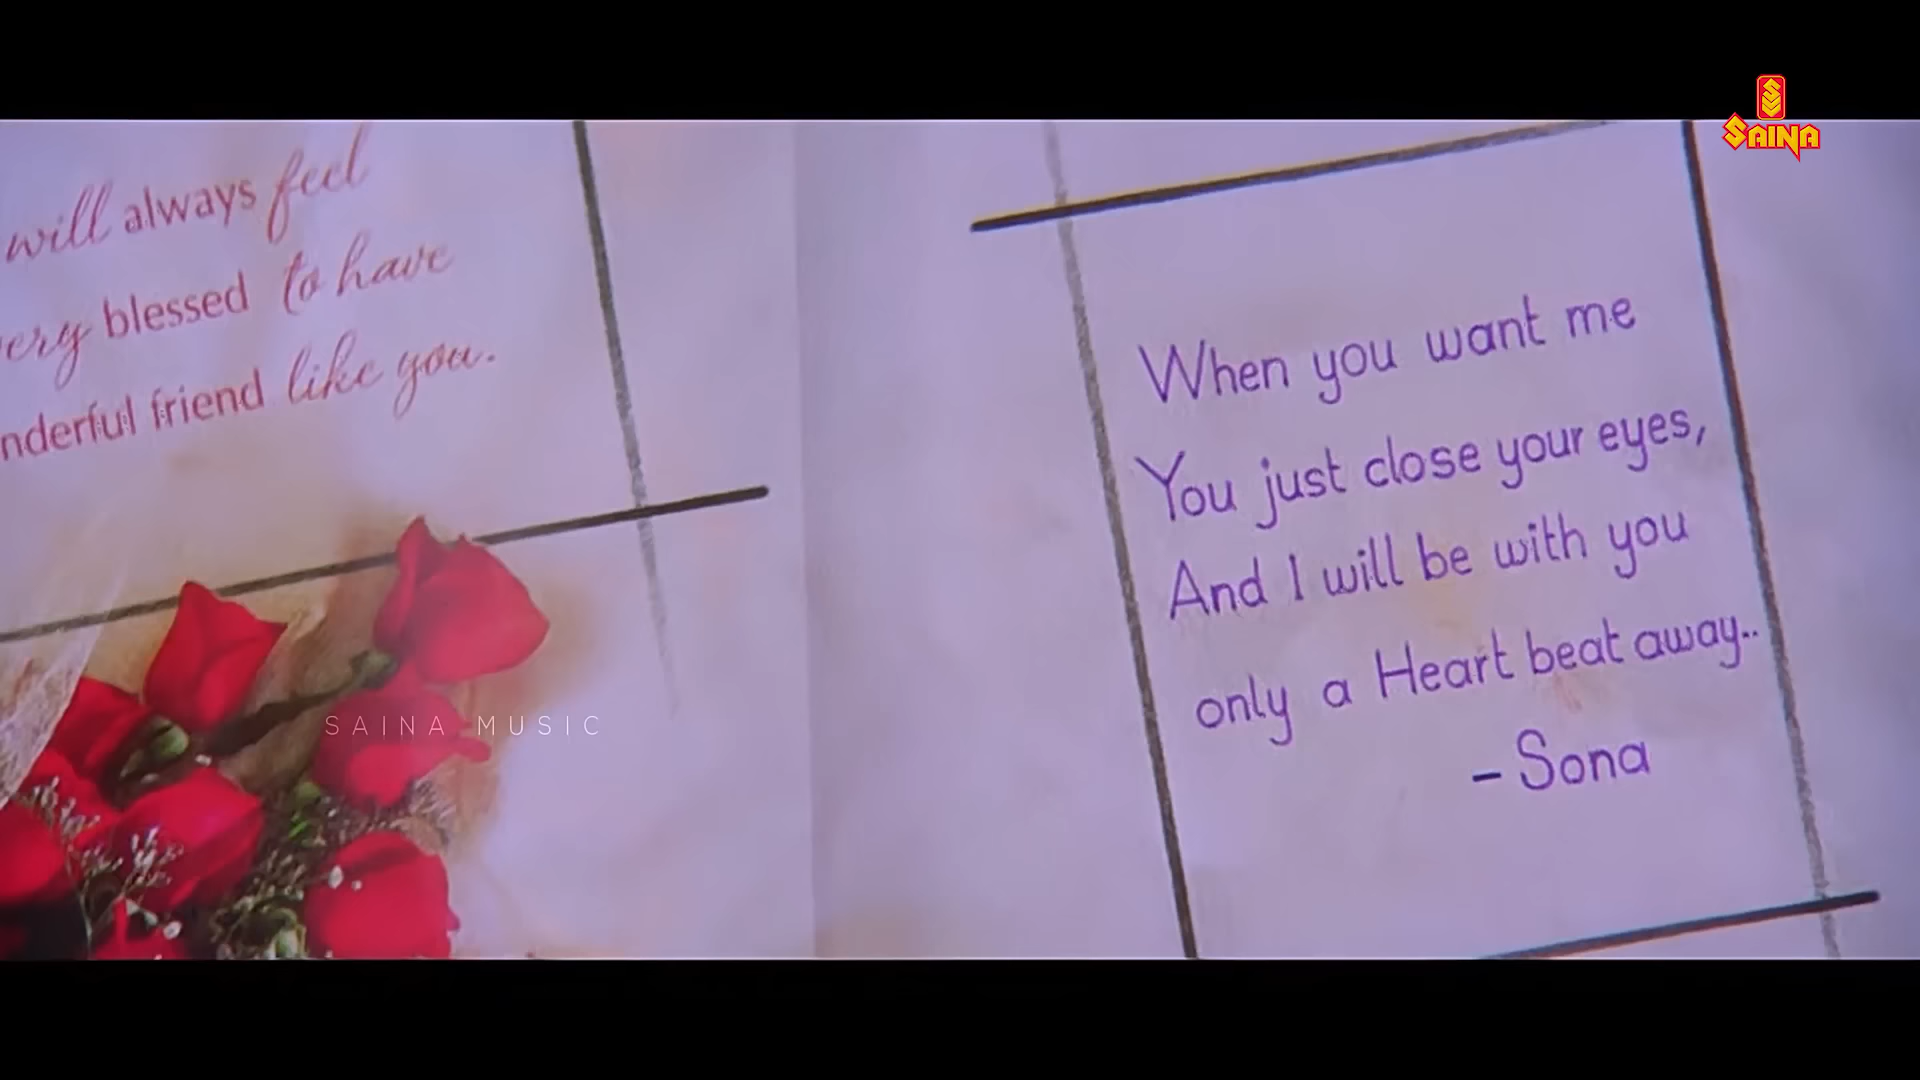 will always feel
blessed to have
nderful friend like you.
SAINA MUSIC
SAINA
When you want me
You just close your eyes,
And I will be with you
only a Heart beat away..
- Sona